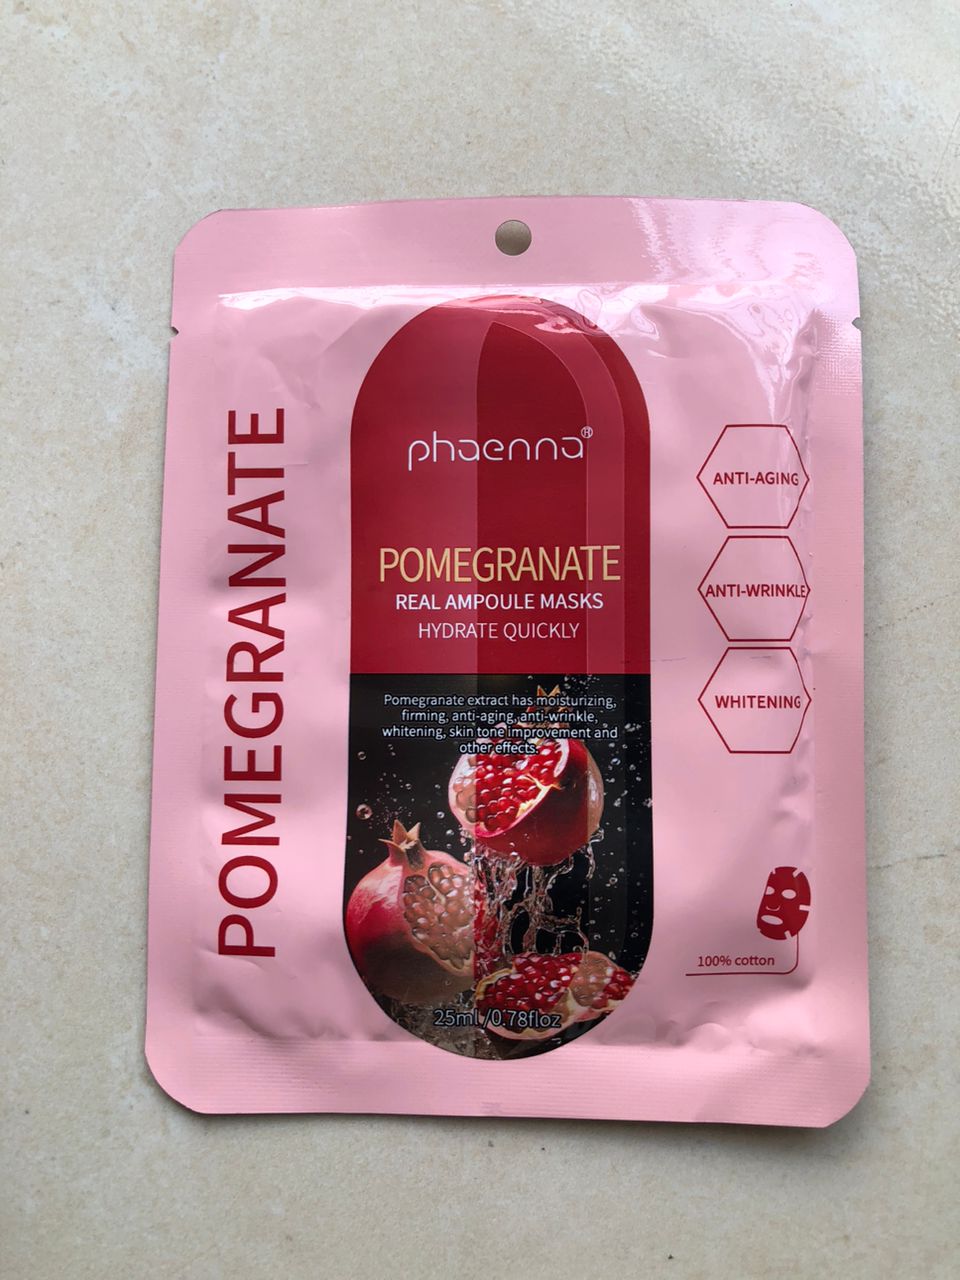 POMEGRANATE
phaenna®
POMEGRANATE
REAL AMPOULE MASKS
HYDRATE QUICKLY
Pomegranate extract has moisturizing,
firming, anti-aging, anti-wrinkle,
whitening, skin tone improvement and
other effects.
25ml /0.78floz
ANTI-AGING
ANTI-WRINKLE
WHITENING
100% cotton